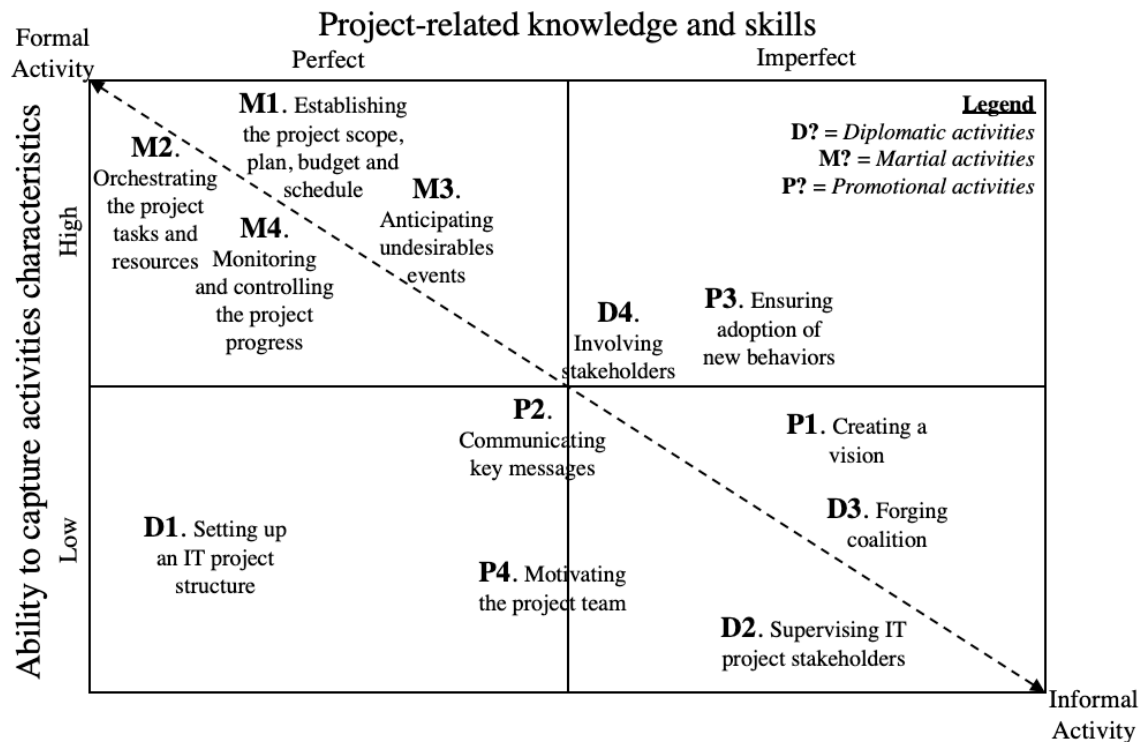 Project-related knowledge and skills
Formal
Activity
Perfect
Imperfect
Ability to capture activities characteristics
High
Low
M1. Establishing
the project scope,
plan, budget and
schedule
M2.
Orchestrating
the project
tasks and
resources
M3.
Anticipating
undesirables
events
M4.
Monitoring
and controlling
the project
progress
Legend
D? = Diplomatic activities
M? = Martial activities
P? = Promotional activities
D4.
Involving
stakeholders
P3. Ensuring
adoption of
new behaviors
P2.
Communicating
key messages
D1. Setting up
an IT project
structure
P4. Motivating
the project team
P1. Creating a
vision
D3. Forging
coalition
D2. Supervising IT
project stakeholders
Informal
Activity